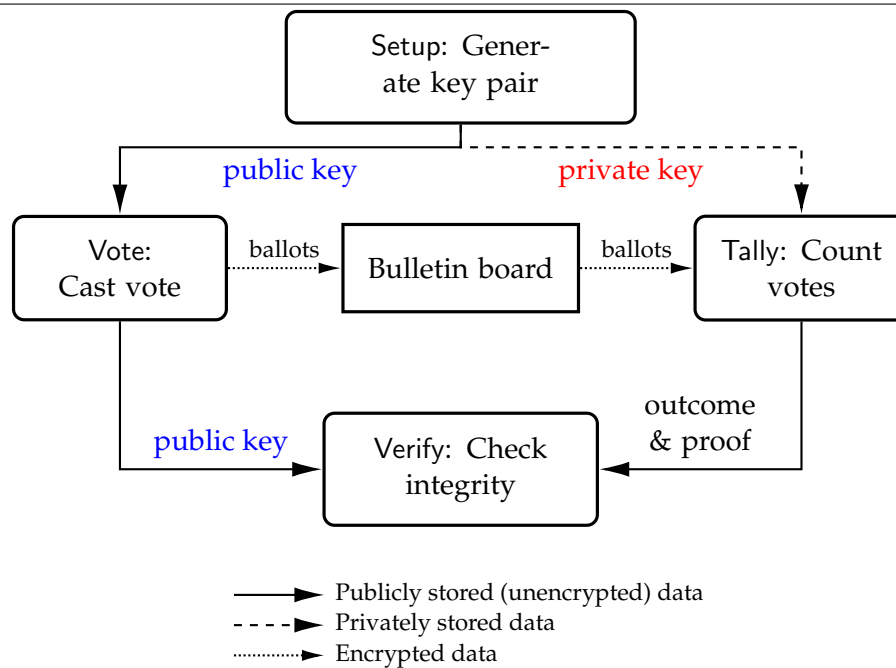 Setup: Gener-
ate key pair
public key
private key
Vote:
Cast vote
ballots
Bulletin board
ballots
Tally: Count
votes
public key
Verify: Check
integrity
outcome
& proof
Publicly stored (unencrypted) data
Privately stored data
Encrypted data